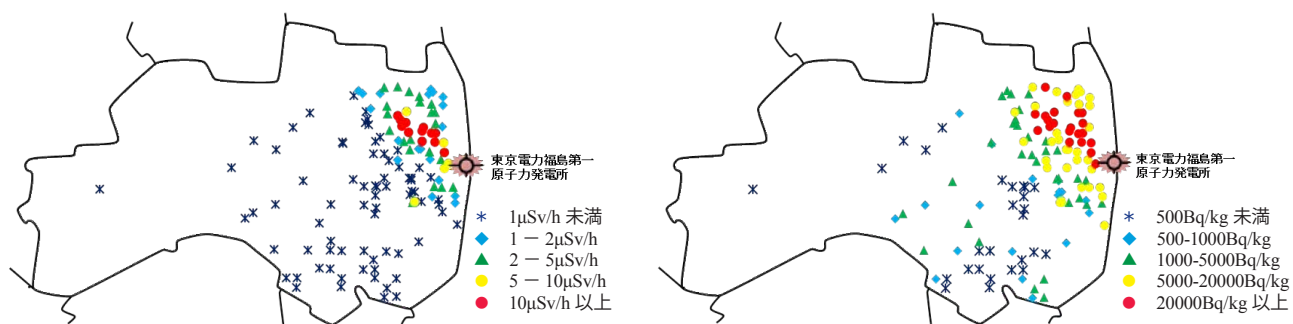 東京電力福島第一
原子力発電所
1μSv/h 未満
1 － 2μSv/h
2 － 5μSv/h
5 － 10μSv/h
10μSv/h 以上
東京電力福島第一
原子力発電所
500Bq/kg 未満
500-1000Bq/kg
1000-5000Bq/kg
5000-20000Bq/kg
20000Bq/kg 以上